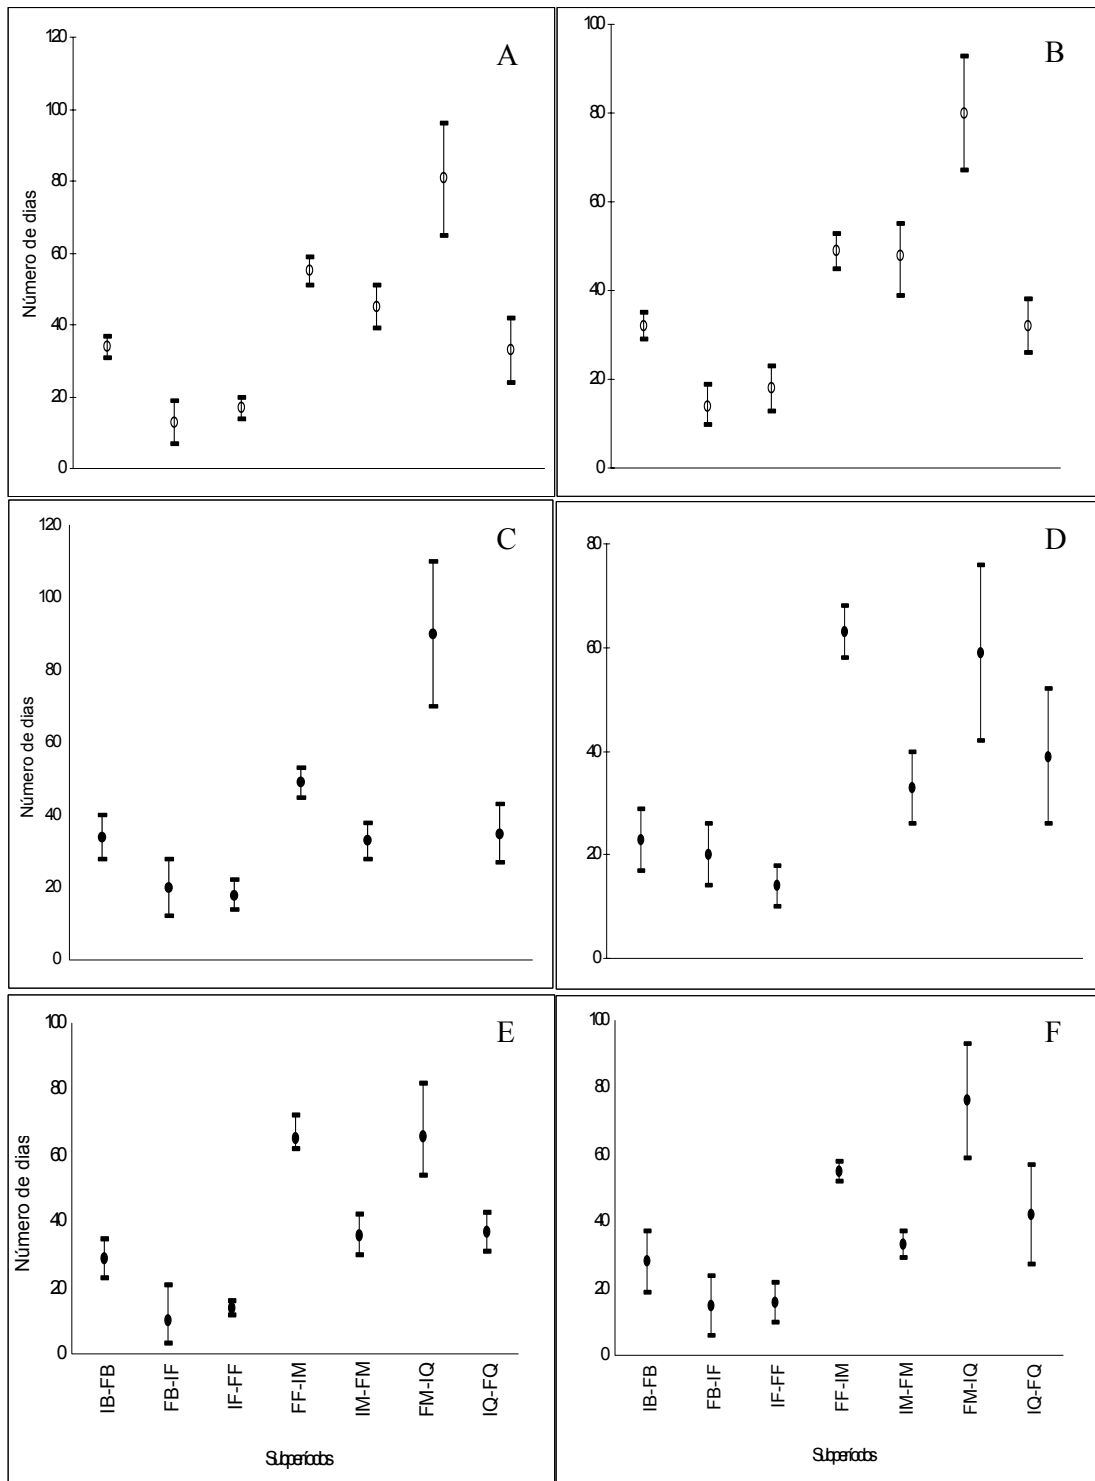 A
120
100
80
60
40
20
0
Número de dias
B
100
80
60
40
20
0
C
120
100
80
60
40
20
0
Número de dias
D
80
60
40
20
0
E
100
80
60
40
20
0
Número de dias
IB-FB
FB-IF
IF-FF
FF-IM
IM-FM
FM-IQ
IQ-FQ
Subperíodos
F
100
80
60
40
20
0
IB-FB
FB-IF
IF-FF
FF-IM
IM-FM
FM-IQ
IQ-FQ
Subperíodos